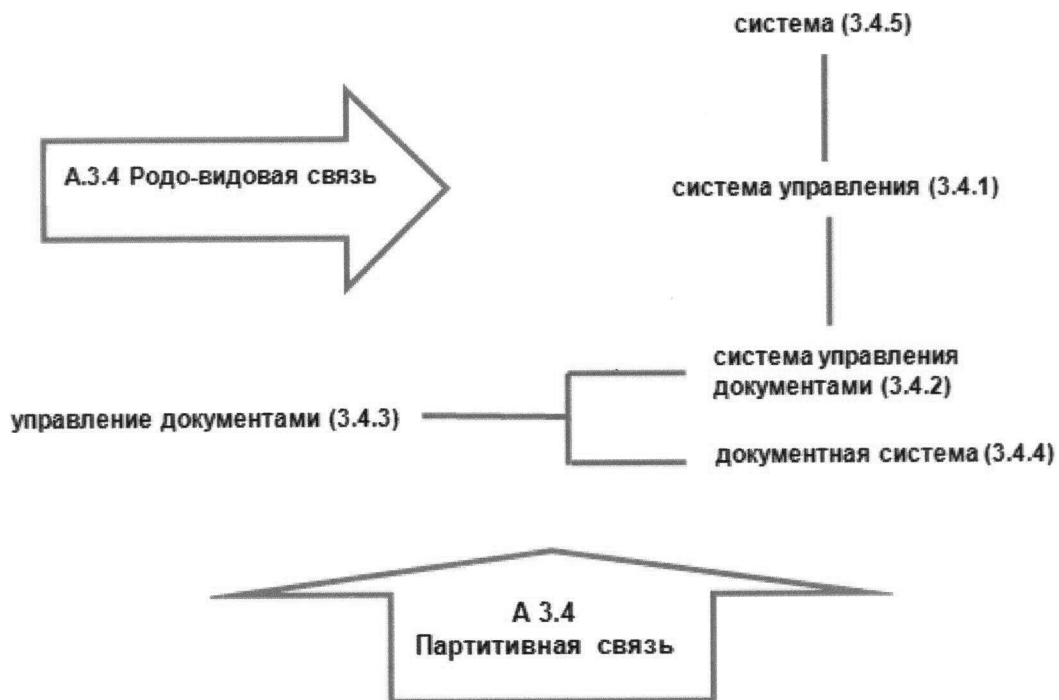 система (3.4.5)
А.3.4 Родо-видовая связь
система управления (3.4.1)
система управления
документами (3.4.2)
управление документами (3.4.3)
документная система (3.4.4)
А 3.4
Партитивная связь